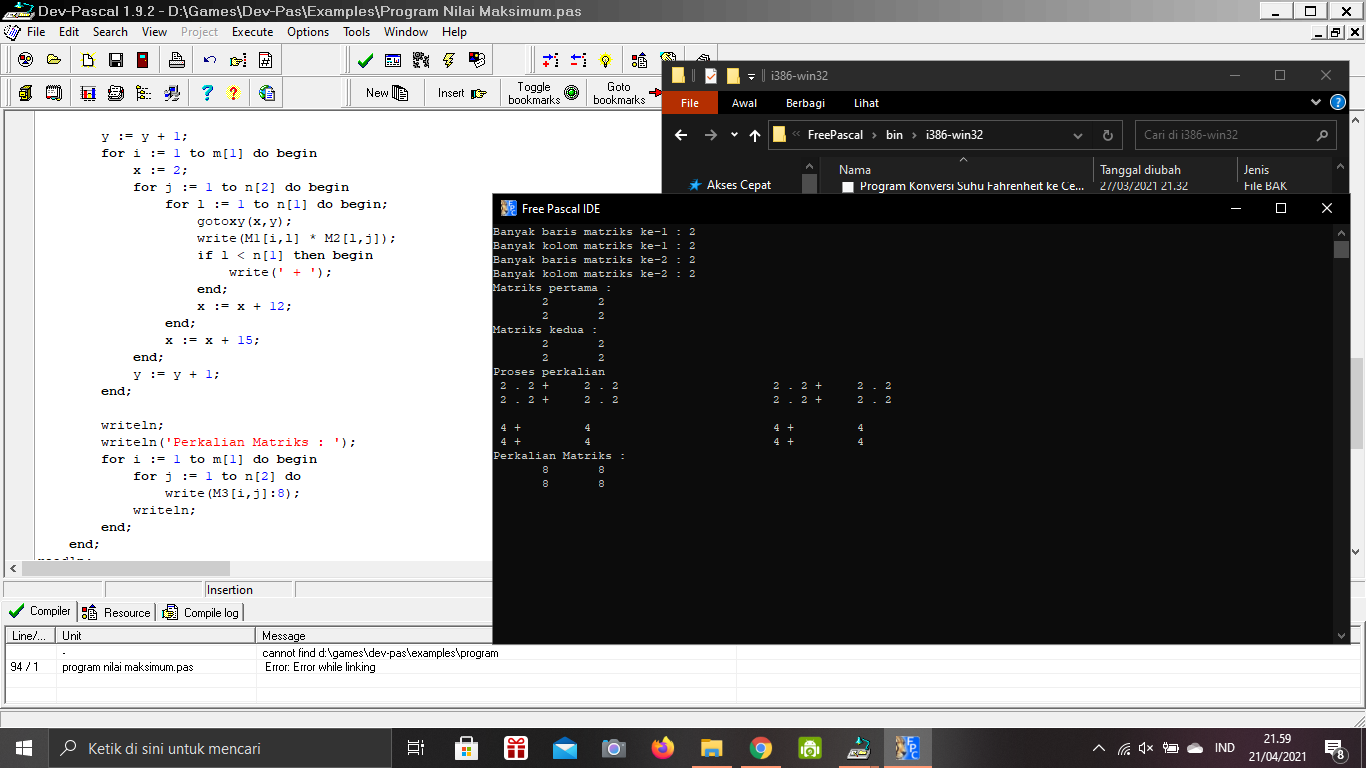 Dev-Pascal 1.9.2 - D:\Games\Dev-Pas\Examples\Program Nilai Maksimum.pas
File Edit Search View Project Execute Options Tools Window Help
New Insert Toggle bookmarks Goto bookmarks
i386-win32
File Awal Berbagi Lihat
FreePascal bin i386-win32
Cari di i386-win32
Akses Cepat
Nama Tanggal diubah Jenis
Program Konversi Suhu Fahrenheit ke Ce... 27/03/2021 21.32 File BAK
y := y + 1;
for i := 1 to m[1] do begin
x := 2;
for j := 1 to n[2] do begin
for l := 1 to n[1] do begin;
gotoxy(x,y);
write(M1[i,l] * M2[l,j]);
if l < n[1] then begin
write(' + ');
end;
x := x + 12;
end;
x := x + 15;
end;
y := y + 1;
end;
writeln;
writeln('Perkalian Matriks : ');
for i := 1 to m[1] do begin
for j := 1 to n[2] do
write(M3[i,j]:8);
writeln;
end;
end;
Free Pascal IDE
Banyak baris matriks ke-1 : 2
Banyak kolom matriks ke-1 : 2
Banyak baris matriks ke-2 : 2
Banyak kolom matriks ke-2 : 2
Matriks pertama :
2 2
2 2
Matriks kedua :
2 2
2 2
Proses perkalian
2 . 2 + 2 . 2 2 . 2 + 2 . 2
2 . 2 + 2 . 2 2 . 2 + 2 . 2
4 + 4 4 + 4
4 + 4 4 + 4
Perkalian Matriks :
8 8
8 8
Insertion
Compiler Resource Compile log
Line/... Unit Message
- cannot find d:\games\dev-pas\examples\program
94 / 1 program nilai maksimum.pas Error: Error while linking
Ketik di sini untuk mencari
IND
21.59
21/04/2021
8